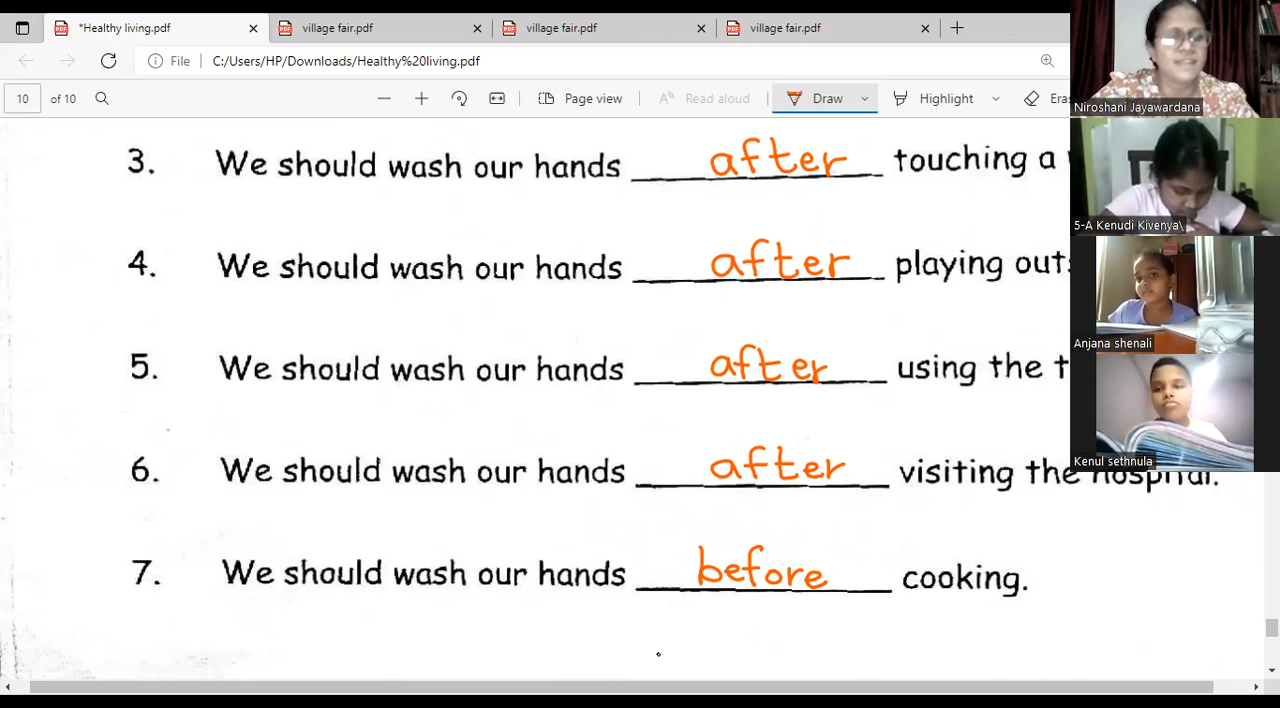 *Healthy living.pdf village fair.pdf village fair.pdf village fair.pdf
File C:/Users/HP/Downloads/Healthy%20living.pdf
10 of 10 Page view Read aloud Draw Highlight
Niroshani Jayawardana
3. We should wash our hands after touching a
5-A Kenudi Kivenya\
4. We should wash our hands after playing
Anjana shenali
5. We should wash our hands after using the
Kenul sethnula
6. We should wash our hands after visiting the hospital.
7. We should wash our hands before cooking.